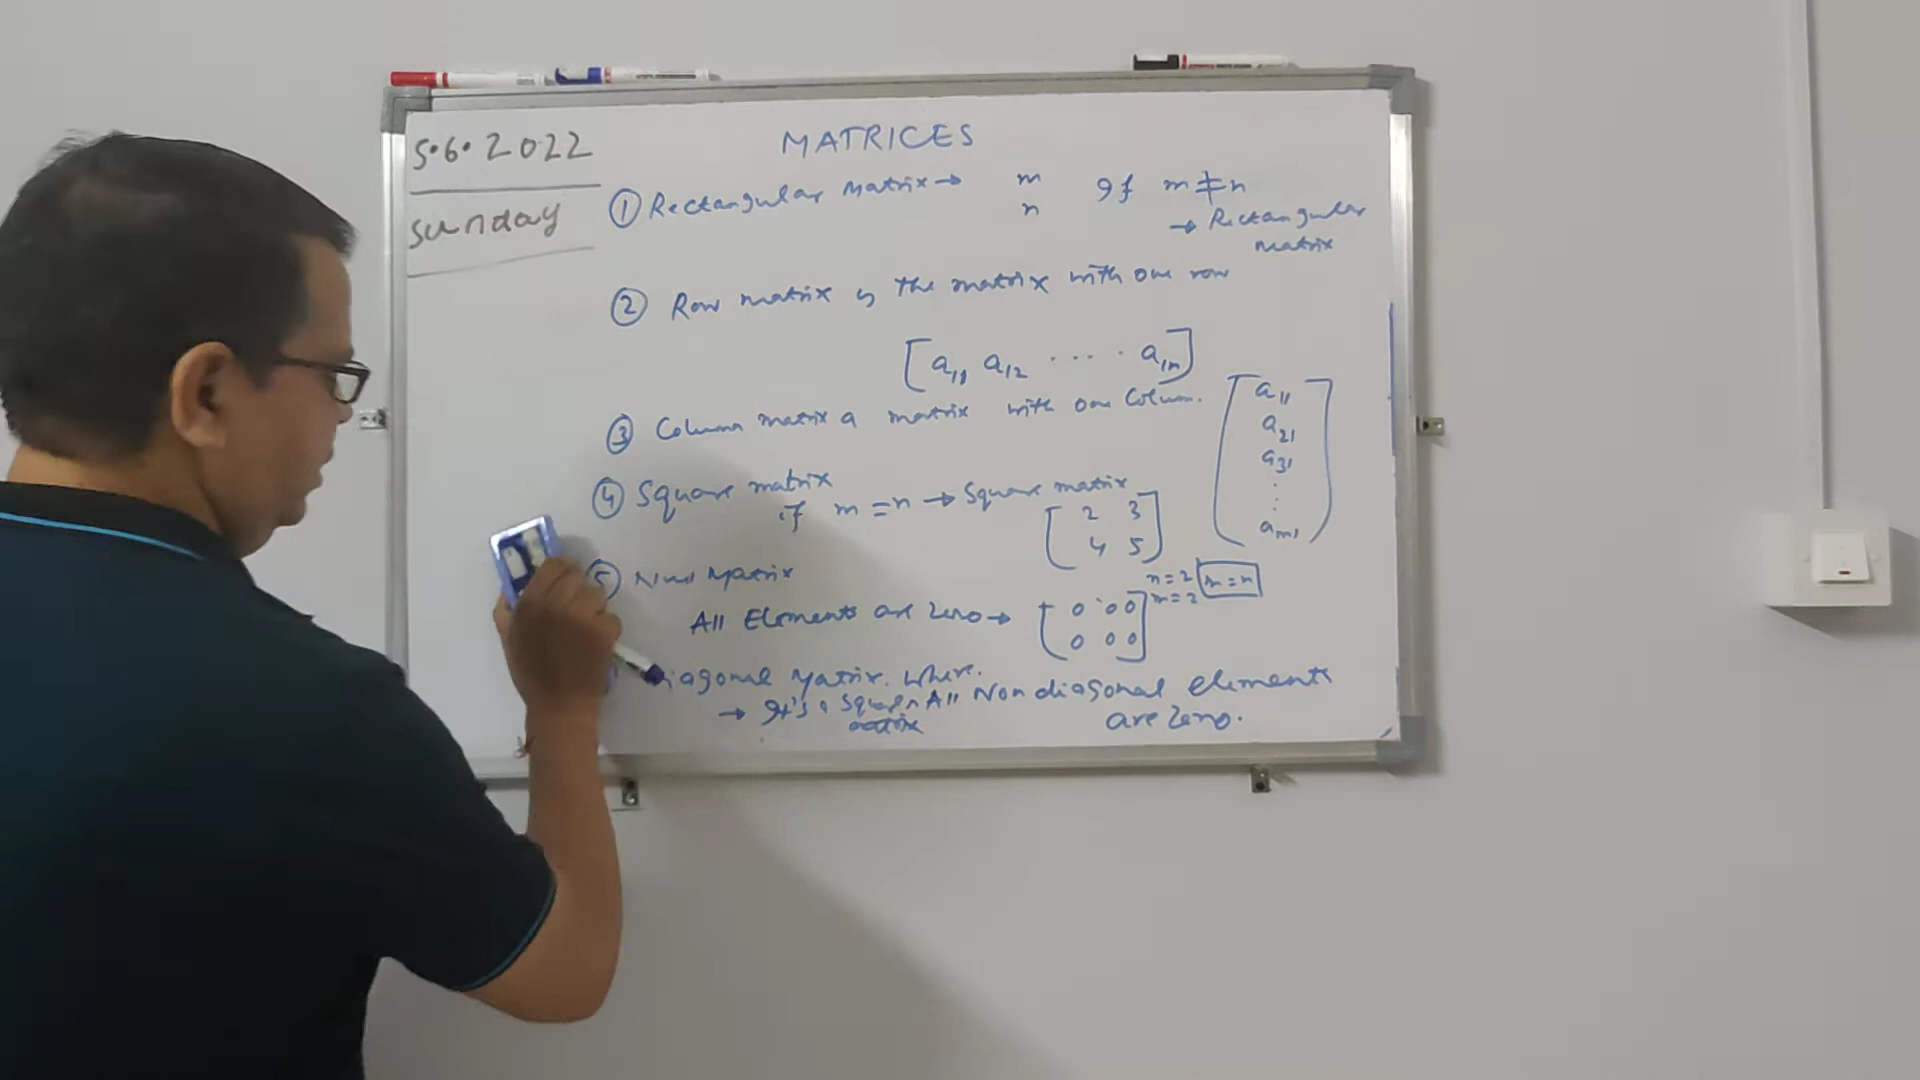 5.6.2022
Sunday
MATRICES
① Rectangular Matrix → m If m ≠ n
n → Rectangular
matrix
② Row matrix is the matrix with one row
[a11 a12 ..... a1n]
③ Column matrix a matrix with one Column.
[a11
a21
a31
⋮
am1]
④ Square matrix
if m = n → Square matrix
[2 3
4 5]
n=2 m=n
m=2
⑤ Null Matrix
All Elements are Zero → [0 0 0
0 0 0]
iagonal Matrix. Where.
→ It's a Square All Non diagonal elements
matrix are Zero.